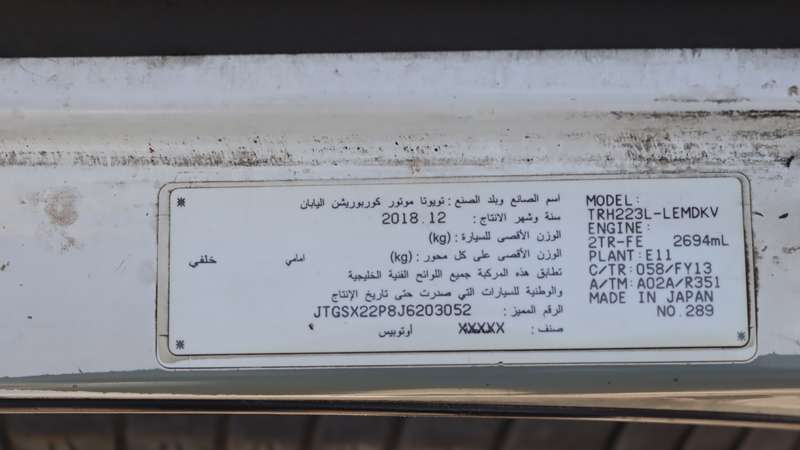 اسم الصانع وبلد الصنع : تويوتا موتور كوربوريشن اليابان
سنة وشهر الانتاج : 2018.12
الوزن الأقصى للسيارة : (kg)
الوزن الأقصى على كل محور : (kg) امامي خلفي
تطابق هذه المركبة جميع اللوائح الفنية الخليجية
والوطنية للسيارات التي صدرت حتى تاريخ الإنتاج
الرقم المميز : JTGSX22P8J6203052
صنف : XXXXX أوتوبيس
MODEL:
TRH223L-LEMDKV
ENGINE:
2TR-FE 2694mL
PLANT: E11
C/TR: 058/FY13
A/TM: A02A/R351
MADE IN JAPAN
NO.289